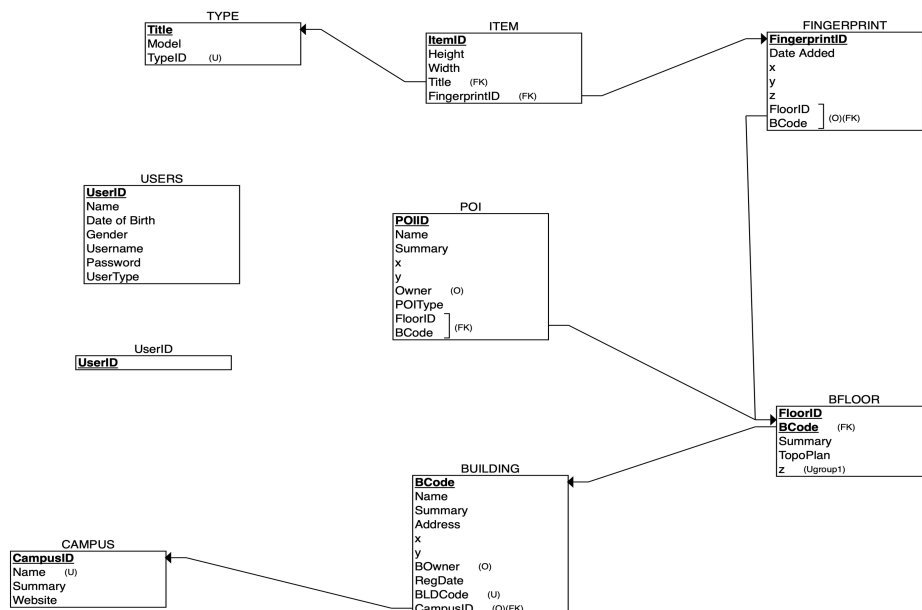 TYPE
Title
Model
TypeID (U)
ITEM
ItemID
Height
Width
Title (FK)
FingerprintID (FK)
FINGERPRINT
FingerprintID
Date Added
x
y
z
FloorID
BCode
(O)(FK)
USERS
UserID
Name
Date of Birth
Gender
Username
Password
UserType
POI
POIID
Name
Summary
x
y
Owner (O)
POIType
FloorID
BCode
(FK)
UserID
UserID
BFLOOR
FloorID
BCode (FK)
Summary
TopoPlan
z (Ugroup1)
BUILDING
BCode
Name
Summary
Address
x
y
BOwner (O)
RegDate
BLDCode (U)
CampusID (O)(FK)
CAMPUS
CampusID
Name (U)
Summary
Website